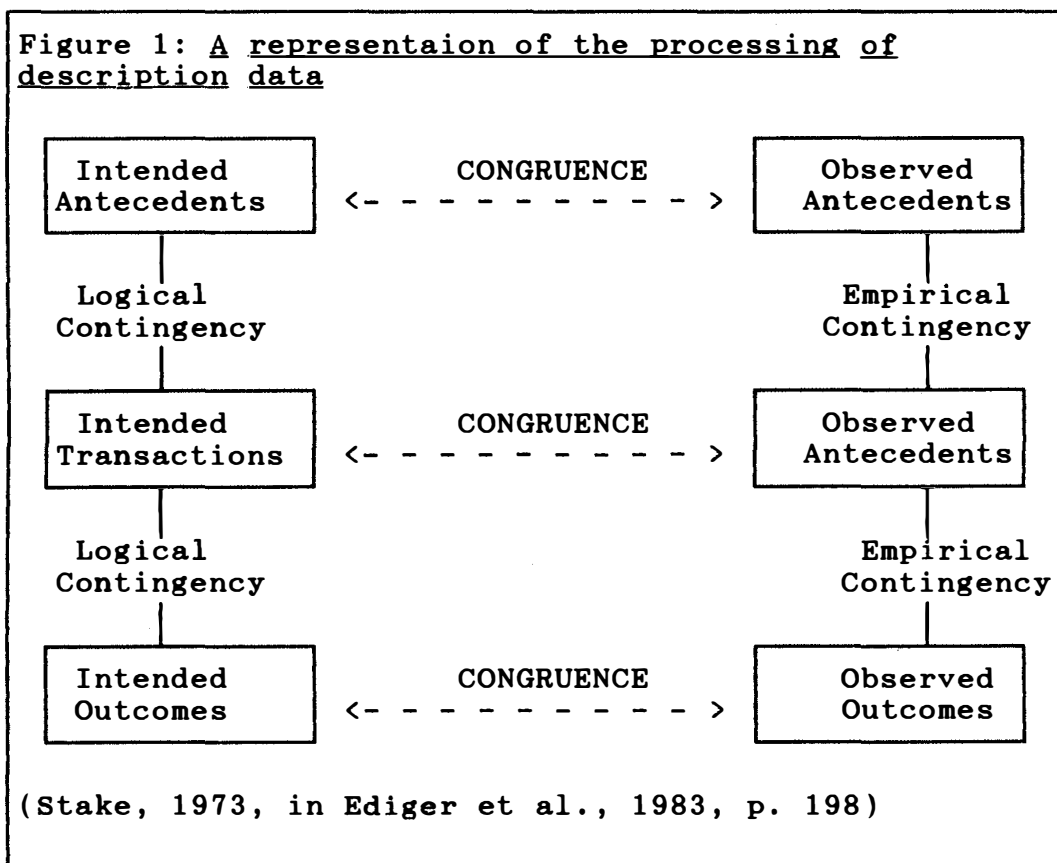 Figure 1: A representaion of the processing of
description data
Intended
Antecedents
CONGRUENCE
<- - - - - - - - - - >
Observed
Antecedents
Logical
Contingency
Empirical
Contingency
Intended
Transactions
CONGRUENCE
<- - - - - - - - - - >
Observed
Antecedents
Logical
Contingency
Empirical
Contingency
Intended
Outcomes
CONGRUENCE
<- - - - - - - - - - >
Observed
Outcomes
(Stake, 1973, in Ediger et al., 1983, p. 198)